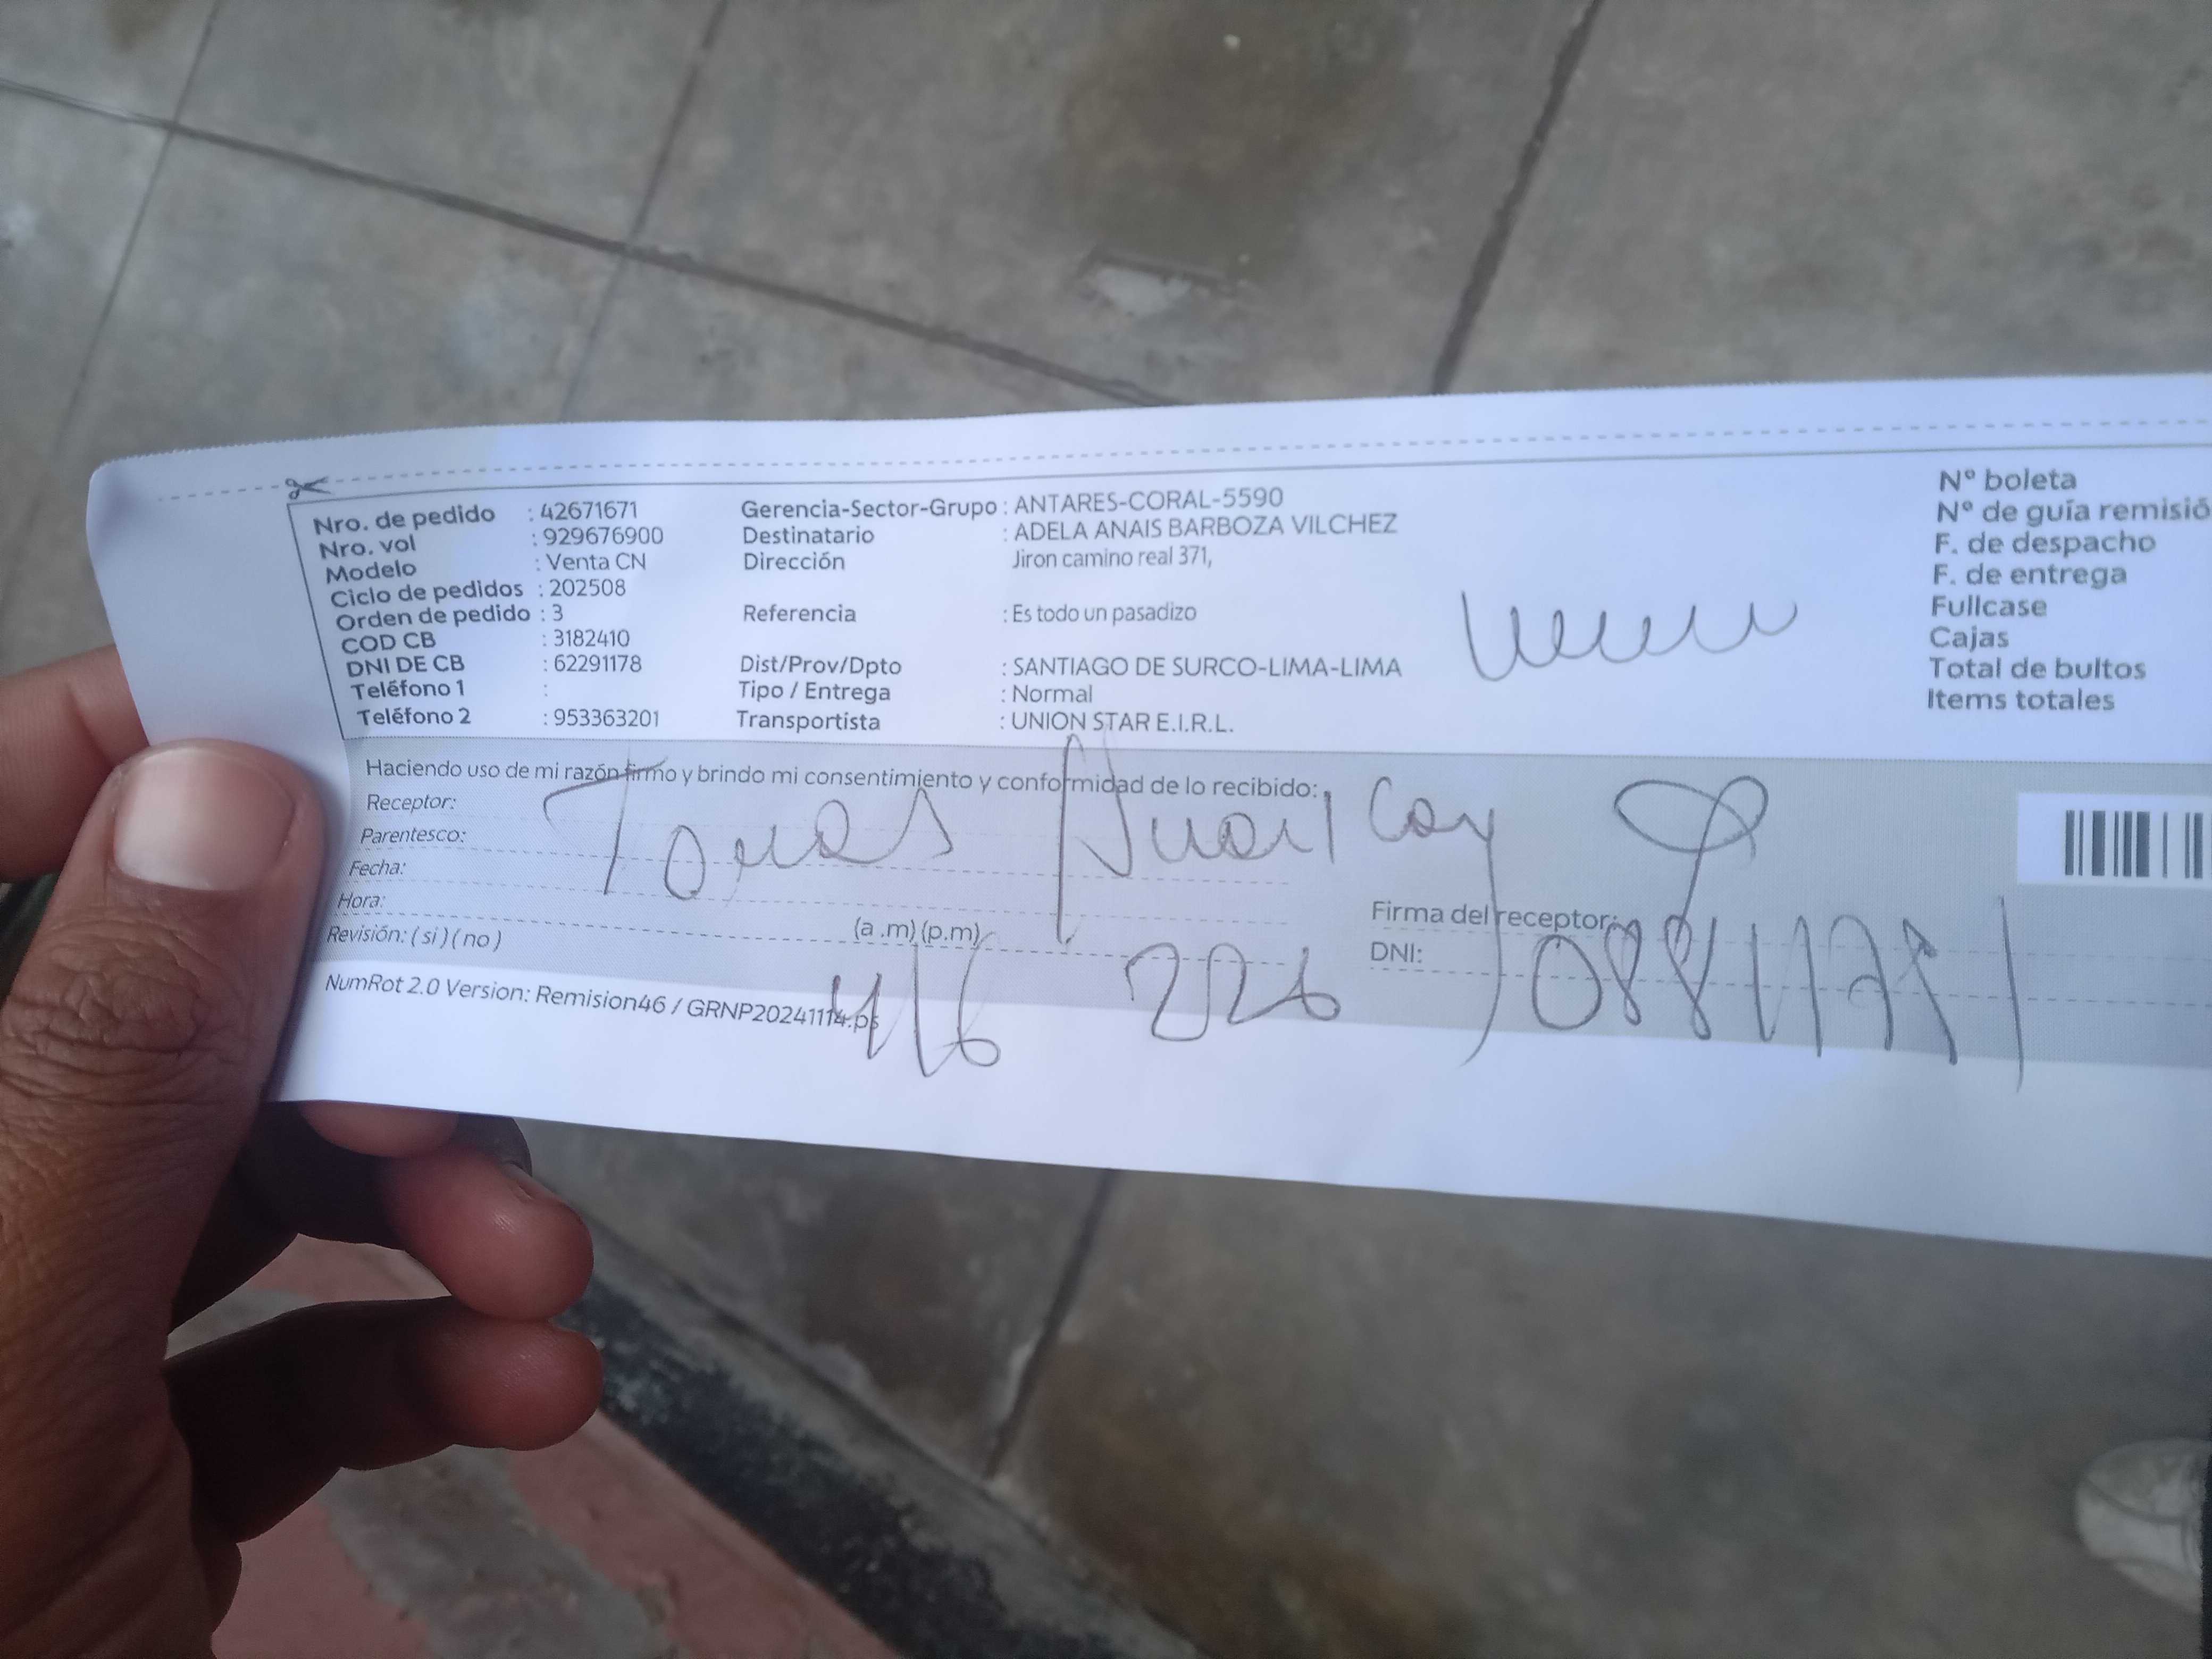 Nro. de pedido : 42671671
Nro. vol : 929676900
Modelo : Venta CN
Ciclo de pedidos : 202508
Orden de pedido : 3
COD CB : 3182410
DNI DE CB : 62291178
Teléfono 1 :
Teléfono 2 : 953363201
Gerencia-Sector-Grupo : ANTARES-CORAL-5590
Destinatario : ADELA ANAIS BARBOZA VILCHEZ
Dirección Jiron camino real 371,
Referencia : Es todo un pasadizo
Dist/Prov/Dpto : SANTIAGO DE SURCO-LIMA-LIMA
Tipo / Entrega : Normal
Transportista : UNION STAR E.I.R.L.
N° boleta
N° de guía remisió
F. de despacho
F. de entrega
Fullcase
Cajas
Total de bultos
Items totales
Haciendo uso de mi razón firmo y brindo mi consentimiento y conformidad de lo recibido:
Receptor:
Parentesco:
Fecha:
Hora: (a .m) (p.m)
Revisión: ( si ) ( no )
Tomas
Firma del receptor:
DNI:
416 226
NumRot 2.0 Version: Remision46 / GRNP20241114.ps